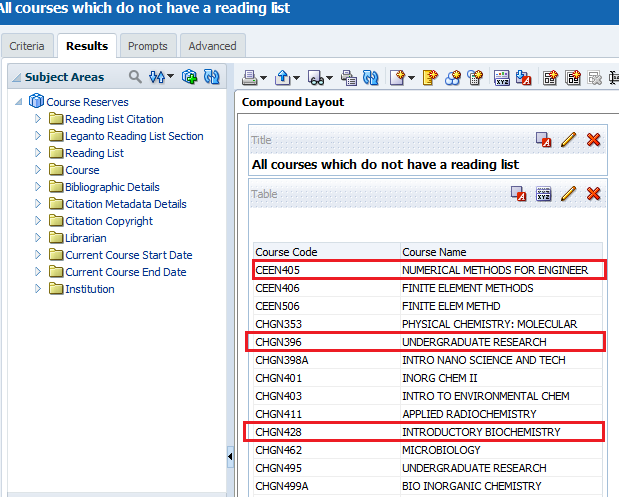 All courses which do not have a reading list
Criteria Results Prompts Advanced
Subject Areas
Course Reserves
Reading List Citation
Leganto Reading List Section
Reading List
Course
Bibliographic Details
Citation Metadata Details
Citation Copyright
Librarian
Current Course Start Date
Current Course End Date
Institution
Compound Layout
Title
All courses which do not have a reading list
Table
Course Code Course Name
CEEN405 NUMERICAL METHODS FOR ENGINEER
CEEN406 FINITE ELEMENT METHODS
CEEN506 FINITE ELEM METHD
CHGN353 PHYSICAL CHEMISTRY: MOLECULAR
CHGN396 UNDERGRADUATE RESEARCH
CHGN398A INTRO NANO SCIENCE AND TECH
CHGN401 INORG CHEM II
CHGN403 INTRO TO ENVIRONMENTAL CHEM
CHGN411 APPLIED RADIOCHEMISTRY
CHGN428 INTRODUCTORY BIOCHEMISTRY
CHGN462 MICROBIOLOGY
CHGN495 UNDERGRADUATE RESEARCH
CHGN499A BIO INORGANIC CHEMISTRY